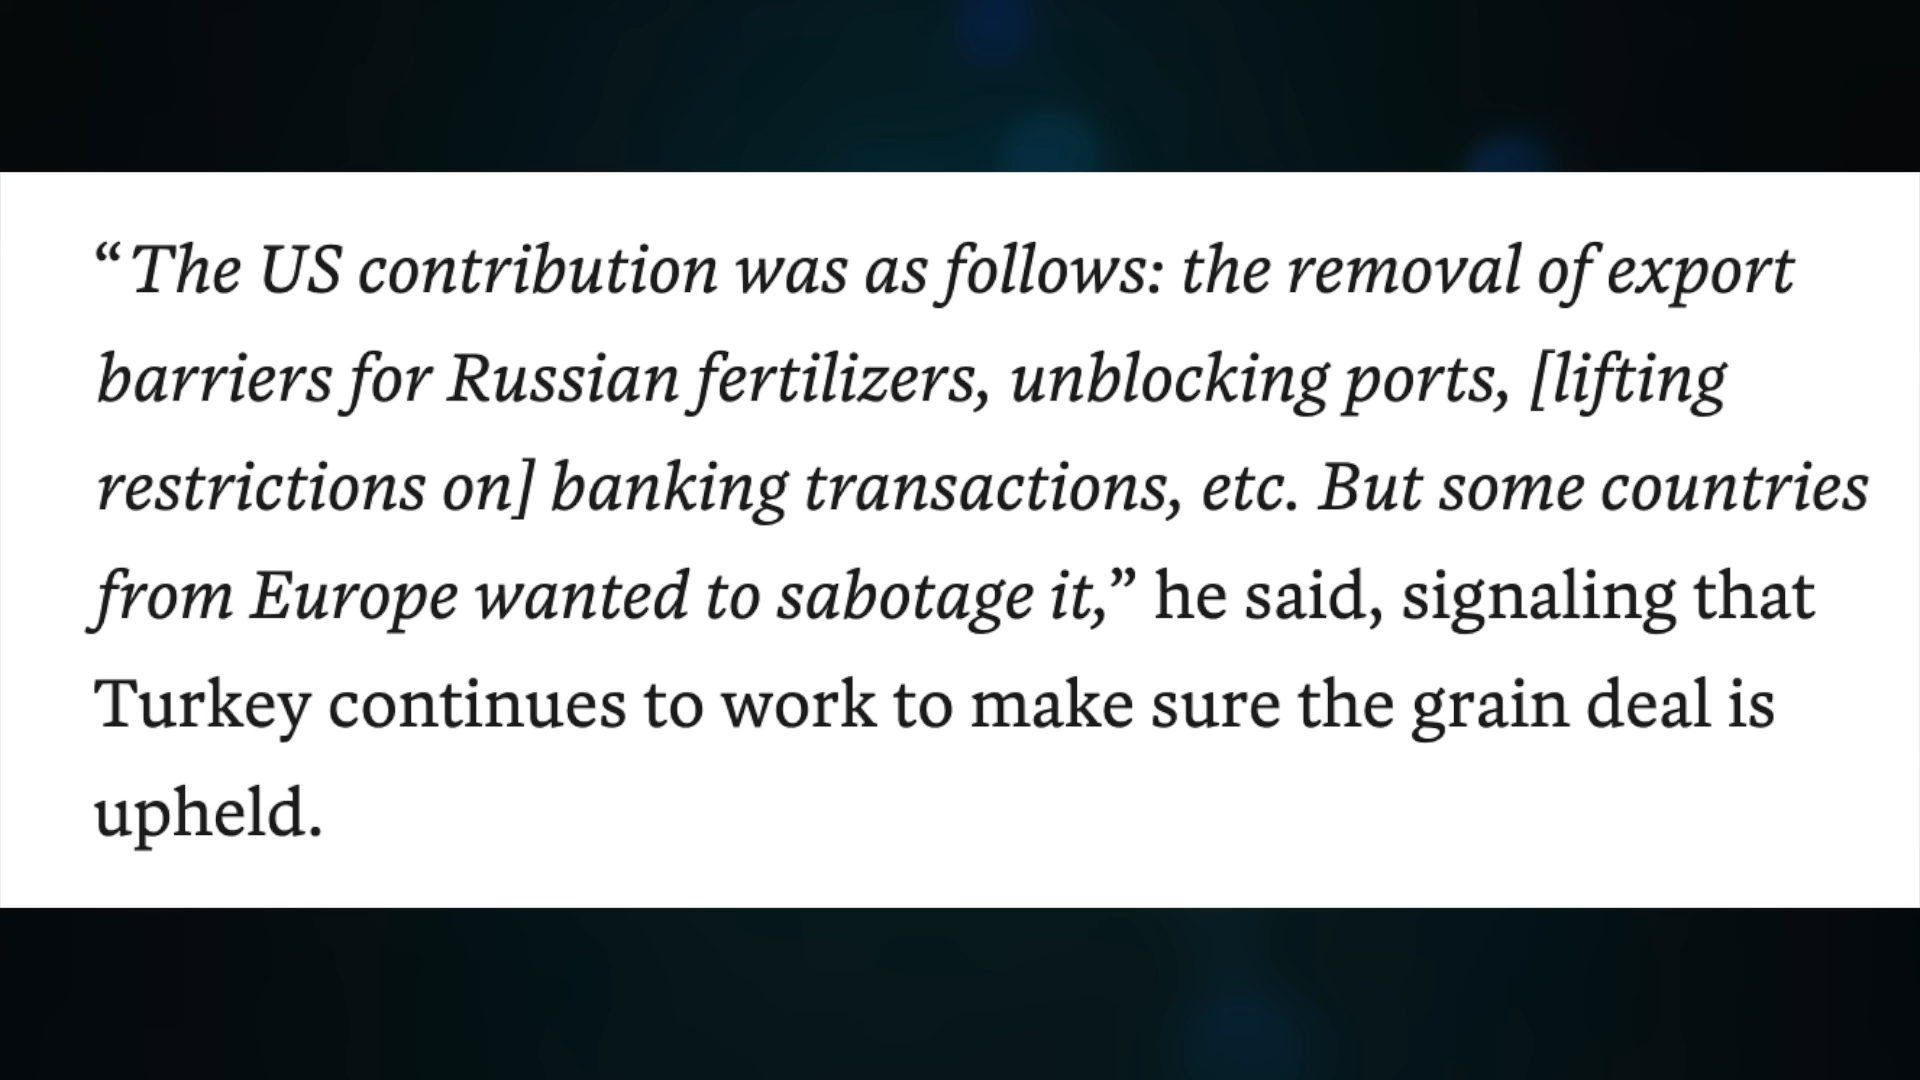 “The US contribution was as follows: the removal of export
barriers for Russian fertilizers, unblocking ports, [lifting
restrictions on] banking transactions, etc. But some countries
from Europe wanted to sabotage it,” he said, signaling that
Turkey continues to work to make sure the grain deal is
upheld.